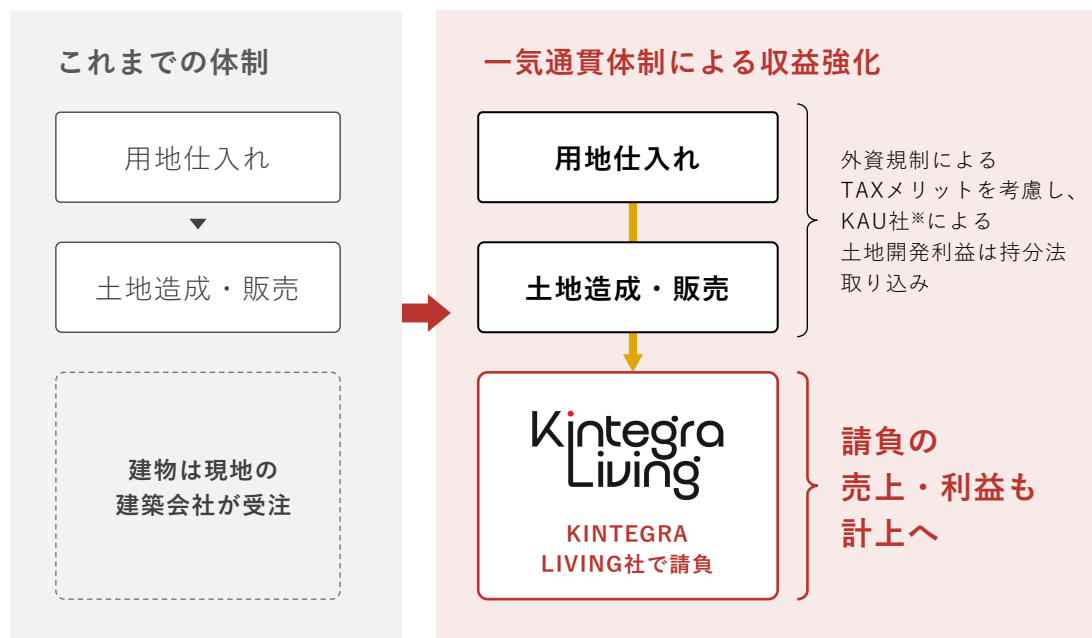 これまでの体制
用地仕入れ
土地造成・販売
建物は現地の
建築会社が受注
一気通貫体制による収益強化
用地仕入れ
土地造成・販売
外資規制による
TAXメリットを考慮し、
KAU社※による
土地開発利益は持分法
取り込み
Kintegra
Living
KINTEGRA
LIVING社で請負
請負の
売上・利益も
計上へ